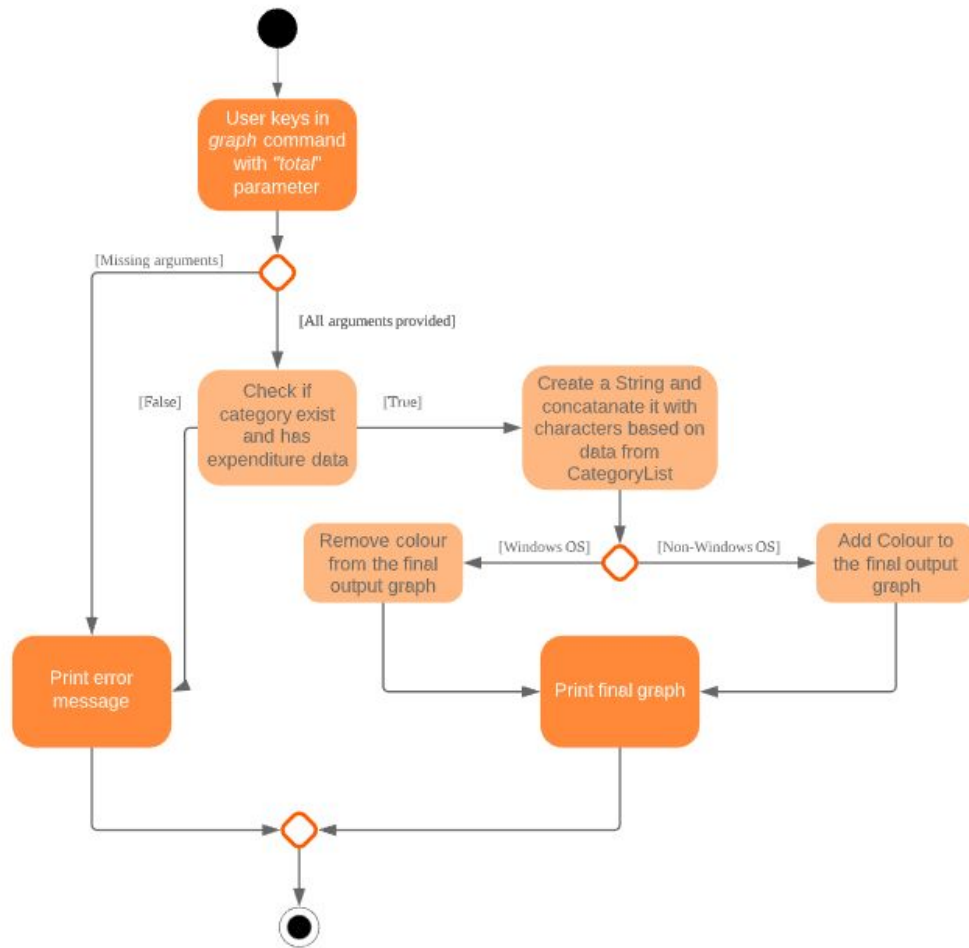 User keys in
graph command
with "total"
parameter
[Missing arguments]
[All arguments provided]
[False]
Check if
category exist
and has
expenditure data
[True]
Create a String and
concatanate it with
characters based on
data from
CategoryList
Remove colour
from the final
output graph
[Windows OS]
[Non-Windows OS]
Add Colour to
the final output
graph
Print error
message
Print final graph